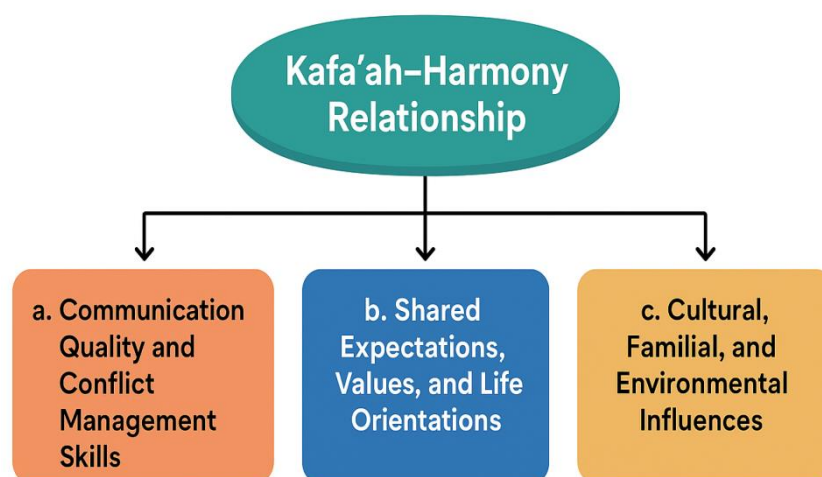 Kafa’ah–Harmony
Relationship
a. Communication
Quality and
Conflict
Management
Skills
b. Shared
Expectations,
Values, and Life
Orientations
c. Cultural,
Familial, and
Environmental
Influences